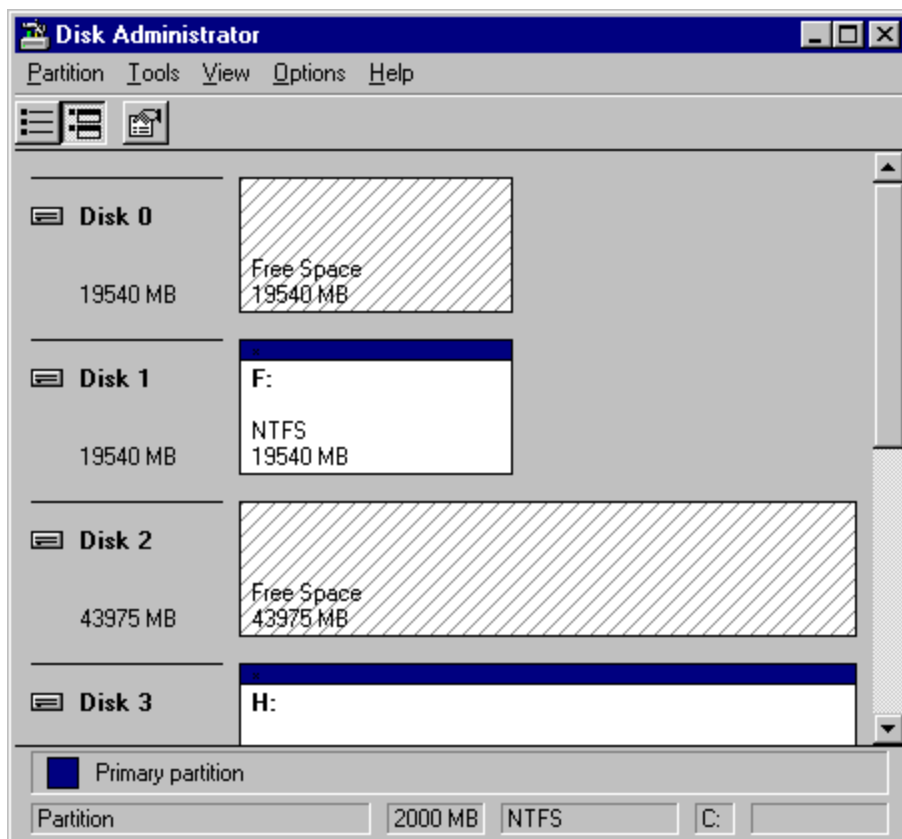 Disk Administrator
Partition Tools View Options Help
Disk 0
19540 MB
Free Space
19540 MB
Disk 1
19540 MB
F:
NTFS
19540 MB
Disk 2
43975 MB
Free Space
43975 MB
Disk 3
H:
Primary partition
Partition 2000 MB NTFS C: